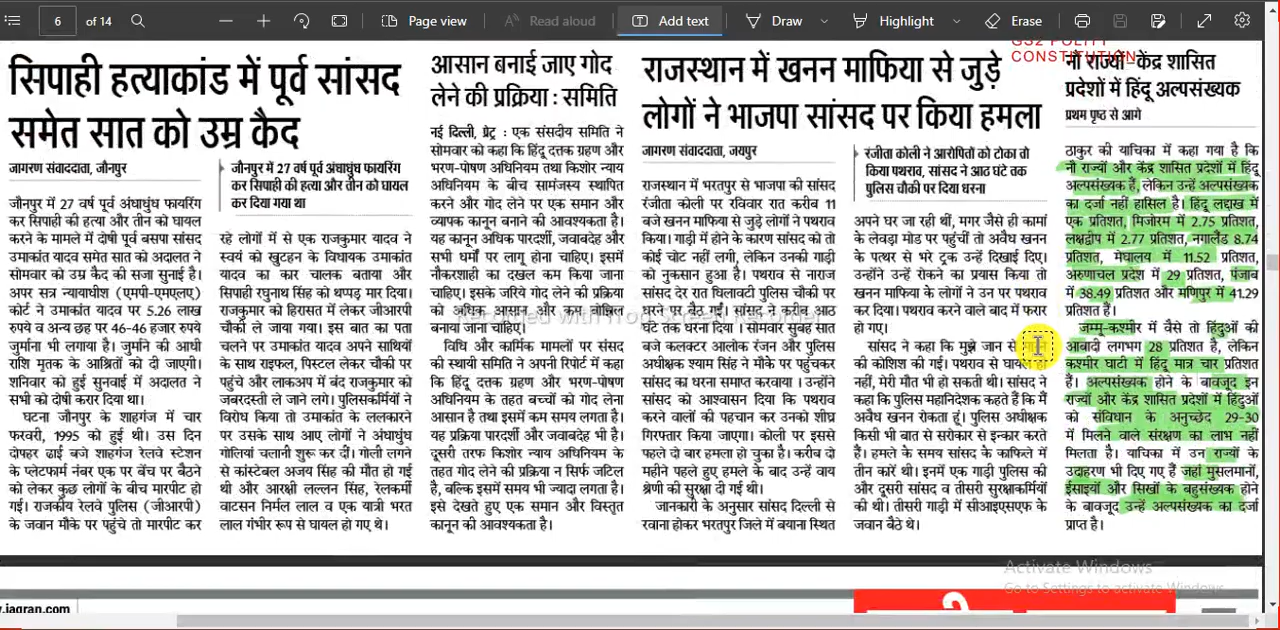 6 of 14
Page view
Read aloud
Add text
Draw
Highlight
Erase
सिपाही हत्याकांड में पूर्व सांसद
समेत सात को उम्र कैद
जागरण संवाददाता, जौनपुर
जौनपुर में 27 वर्ष पूर्व अंधाधुंध फायरिंग
कर सिपाही की हत्या और तीन को घायल
करने के मामले में दोषी पूर्व बसपा सांसद
उमाकांत यादव समेत सात को अदालत ने
सोमवार को उम्र कैद की सजा सुनाई है।
अपर सत्र न्यायाधीश (एमपी-एमएलए)
कोर्ट ने उमाकांत यादव पर 5.26 लाख
रुपये व अन्य छह पर 46-46 हजार रुपये
जुर्माना भी लगाया है। जुर्माने की आधी
राशि मृतक के आश्रितों को दी जाएगी।
शनिवार को हुई सुनवाई में अदालत ने
सभी को दोषी करार दिया था।
घटना जौनपुर के शाहगंज में चार
फरवरी, 1995 को हुई थी। उस दिन
दोपहर ढाई बजे शाहगंज रेलवे स्टेशन
के प्लेटफार्म नंबर एक पर बेंच पर बैठने
को लेकर कुछ लोगों के बीच मारपीट हो
गई। राजकीय रेलवे पुलिस (जीआरपी)
के जवान मौके पर पहुंचे तो मारपीट कर
जौनपुर में 27 वर्ष पूर्व अंधाधुंध फायरिंग
कर सिपाही की हत्या और तीन को घायल
कर दिया गया था
रहे लोगों में से एक राजकुमार यादव ने
स्वयं को खुटहन के विधायक उमाकांत
यादव का कार चालक बताया और
सिपाही रघुनाथ सिंह को थप्पड़ मार दिया।
राजकुमार को हिरासत में लेकर जीआरपी
चौकी ले जाया गया। इस बात का पता
चलने पर उमाकांत यादव अपने साथियों
के साथ राइफल, पिस्टल लेकर चौकी पर
पहुंचे और लाकअप में बंद राजकुमार को
जबरदस्ती ले जाने लगे। पुलिसकर्मियों ने
विरोध किया तो उमाकांत के ललकारने
पर उसके साथ आए लोगों ने अंधाधुंध
गोलियां चलानी शुरू कर दीं। गोली लगने
से कांस्टेबल अजय सिंह की मौत हो गई
थी और आरक्षी लल्लन सिंह, रेलकर्मी
वाटसन निर्मल लाल व एक यात्री भरत
लाल गंभीर रूप से घायल हो गए थे।
आसान बनाई जाए गोद
लेने की प्रक्रिया : समिति
नई दिल्ली, प्रेट्र : एक संसदीय समिति ने
सोमवार को कहा कि हिंदू दत्तक ग्रहण और
भरण-पोषण अधिनियम तथा किशोर न्याय
अधिनियम के बीच सामंजस्य स्थापित
करने और गोद लेने पर एक समान और
व्यापक कानून बनाने की आवश्यकता है।
यह कानून अधिक पारदर्शी, जवाबदेह और
सभी धर्मों पर लागू होना चाहिए। इसमें
नौकरशाही का दखल कम किया जाना
चाहिए। इसके जरिये गोद लेने की प्रक्रिया
को अधिक आसान और कम बोझिल
बनाया जाना चाहिए।
विधि और कार्मिक मामलों पर संसद
की स्थायी समिति ने अपनी रिपोर्ट में कहा
कि हिंदू दत्तक ग्रहण और भरण-पोषण
अधिनियम के तहत बच्चों को गोद लेना
आसान है तथा इसमें कम समय लगता है।
यह प्रक्रिया पारदर्शी और जवाबदेह भी है।
दूसरी तरफ किशोर न्याय अधिनियम के
तहत गोद लेने की प्रक्रिया न सिर्फ जटिल
है, बल्कि इसमें समय भी ज्यादा लगता है।
इसे देखते हुए एक समान और विस्तृत
कानून की आवश्यकता है।
राजस्थान में खनन माफिया से जुड़े
लोगों ने भाजपा सांसद पर किया हमला
जागरण संवाददाता, जयपुर
राजस्थान में भरतपुर से भाजपा की सांसद
रंजीता कोली पर रविवार रात करीब 11
बजे खनन माफिया से जुड़े लोगों ने पथराव
किया। गाड़ी में होने के कारण सांसद को तो
कोई चोट नहीं लगी, लेकिन उनकी गाड़ी
को नुकसान हुआ है। पथराव से नाराज
सांसद देर रात धिलावटी पुलिस चौकी पर
धरने पर बैठ गईं। सांसद ने करीब आठ
घंटे तक धरना दिया । सोमवार सुबह सात
बजे कलक्टर आलोक रंजन और पुलिस
अधीक्षक श्याम सिंह ने मौके पर पहुंचकर
सांसद का धरना समाप्त करवाया । उन्होंने
सांसद को आश्वासन दिया कि पथराव
करने वालों की पहचान कर उनको शीघ्र
गिरफ्तार किया जाएगा। कोली पर इससे
पहले दो बार हमला हो चुका है। करीब दो
महीने पहले हुए हमले के बाद उन्हें वाय
श्रेणी की सुरक्षा दी गई थी।
जानकारी के अनुसार सांसद दिल्ली से
रवाना होकर भरतपुर जिले में बयाना स्थित
रंजीता कोली ने आरोपितों को टोका तो
किया पथराव, सांसद ने आठ घंटे तक
पुलिस चौकी पर दिया धरना
अपने घर जा रही थीं, मगर जैसे ही कामां
के लेवड़ा मोड पर पहुंचीं तो अवैध खनन
के पत्थर से भरे ट्रक उन्हें दिखाई दिए।
उन्होंने उन्हें रोकने का प्रयास किया तो
खनन माफिया के लोगों ने उन पर पथराव
कर दिया। पथराव करने वाले बाद में फरार
हो गए।
सांसद ने कहा कि मुझे जान से
की कोशिश की गई। पथराव से घायल ही
नहीं, मेरी मौत भी हो सकती थी। सांसद ने
कहा कि पुलिस महानिदेशक कहते हैं कि मैं
अवैध खनन रोकता हूं। पुलिस अधीक्षक
किसी भी बात से सरोकार से इन्कार करते
हैं। हमले के समय सांसद के काफिले में
तीन कारें थी। इनमें एक गाड़ी पुलिस की
और दूसरी सांसद व तीसरी सुरक्षाकर्मियों
की थी। तीसरी गाड़ी में सीआइएसएफ के
जवान बैठे थे।
GS2 POLITY
CONSTITUTION
नौ राज्यों केंद्र शासित
प्रदेशों में हिंदू अल्पसंख्यक
प्रथम पृष्ठ से आगे
ठाकुर की याचिका में कहा गया है कि
नौ राज्यों और केंद्र शासित प्रदेशों में हिंदू
अल्पसंख्यक हैं, लेकिन उन्हें अल्पसंख्यक
का दर्जा नहीं हासिल है। हिंदू लद्दाख में
एक प्रतिशत, मिजोरम में 2.75 प्रतिशत,
लक्षद्वीप में 2.77 प्रतिशत, नगालैंड 8.74
प्रतिशत, मेघालय में 11.52 प्रतिशत,
अरुणाचल प्रदेश में 29 प्रतिशत, पंजाब
में 38.49 प्रतिशत और मणिपुर में 41.29
प्रतिशत हैं।
जम्मू-कश्मीर में वैसे तो हिंदुओं की
आबादी लगभग 28 प्रतिशत है, लेकिन
कश्मीर घाटी में हिंदू मात्र चार प्रतिशत
हैं। अल्पसंख्यक होने के बावजूद इन
राज्यों और केंद्र शासित प्रदेशों में हिंदुओं
को संविधान के अनुच्छेद 29-30
में मिलने वाले संरक्षण का लाभ नहीं
मिलता है। याचिका में उन राज्यों के
उदाहरण भी दिए गए हैं जहां मुसलमानों,
ईसाइयों और सिखों के बहुसंख्यक होने
के बावजूद उन्हें अल्पसंख्यक का दर्जा
प्राप्त है।
Activate Windows
Go to Settings to activate Windows.
.jagran.com